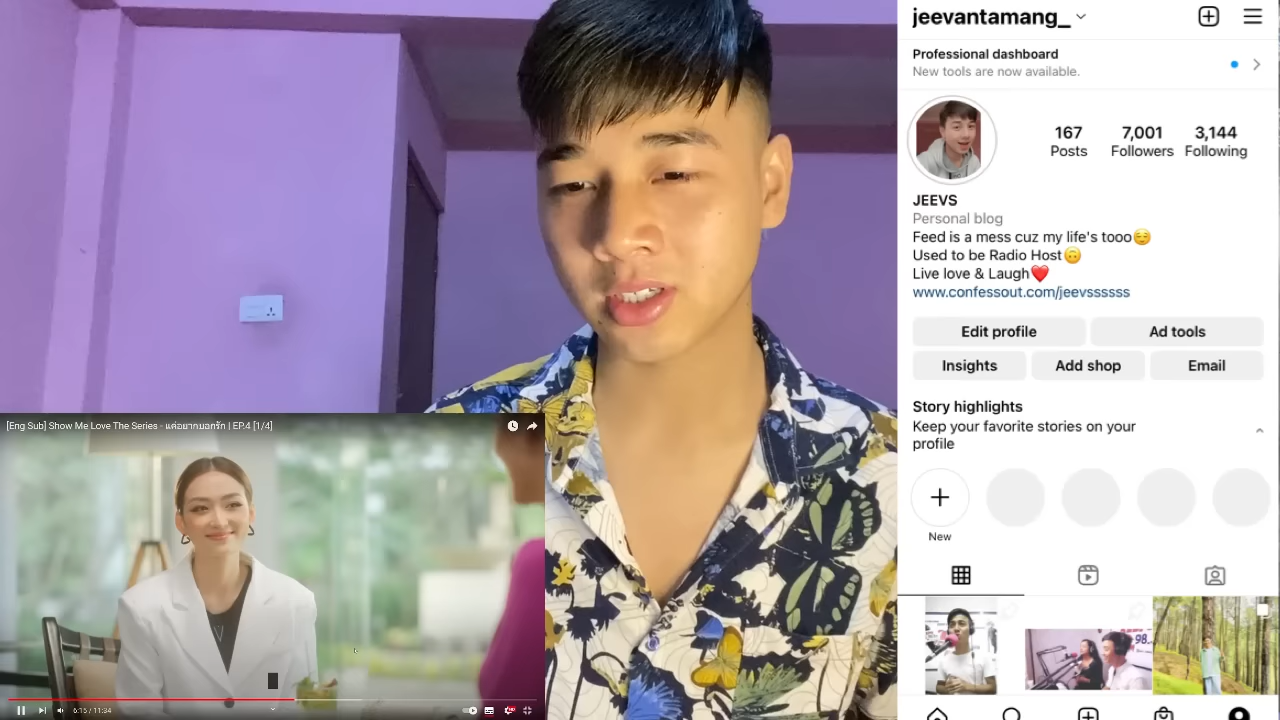 [Eng Sub] Show Me Love The Series - แค่อยากบอกรัก | EP.4 [1/4]
6:15 / 11:34
jeevantamang_
Professional dashboard
New tools are now available.
167 7,001 3,144
Posts Followers Following
JEEVS
Personal blog
Feed is a mess cuz my life's tooo😌
Used to be Radio Host🙃
Live love & Laugh❤️
www.confessout.com/jeevssssss
Edit profile Ad tools
Insights Add shop Email
Story highlights
Keep your favorite stories on your
profile
New
98.